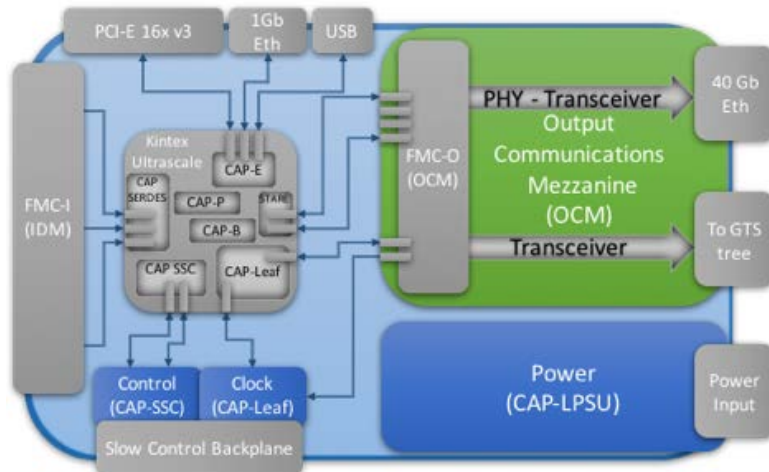 PCI-E 16x v3
1Gb
Eth
USB
FMC-I
(IDM)
Kintex
Ultrascale
CAP-E
CAP
SERDES
CAP-P
STARE
CAP-B
CAP SSC
CAP-Leaf
FMC-O
(OCM)
PHY - Transceiver
Output
Communications
Mezzanine
(OCM)
Transceiver
40 Gb
Eth
To GTS
tree
Control
(CAP-SSC)
Clock
(CAP-Leaf)
Slow Control Backplane
Power
(CAP-LPSU)
Power
Input